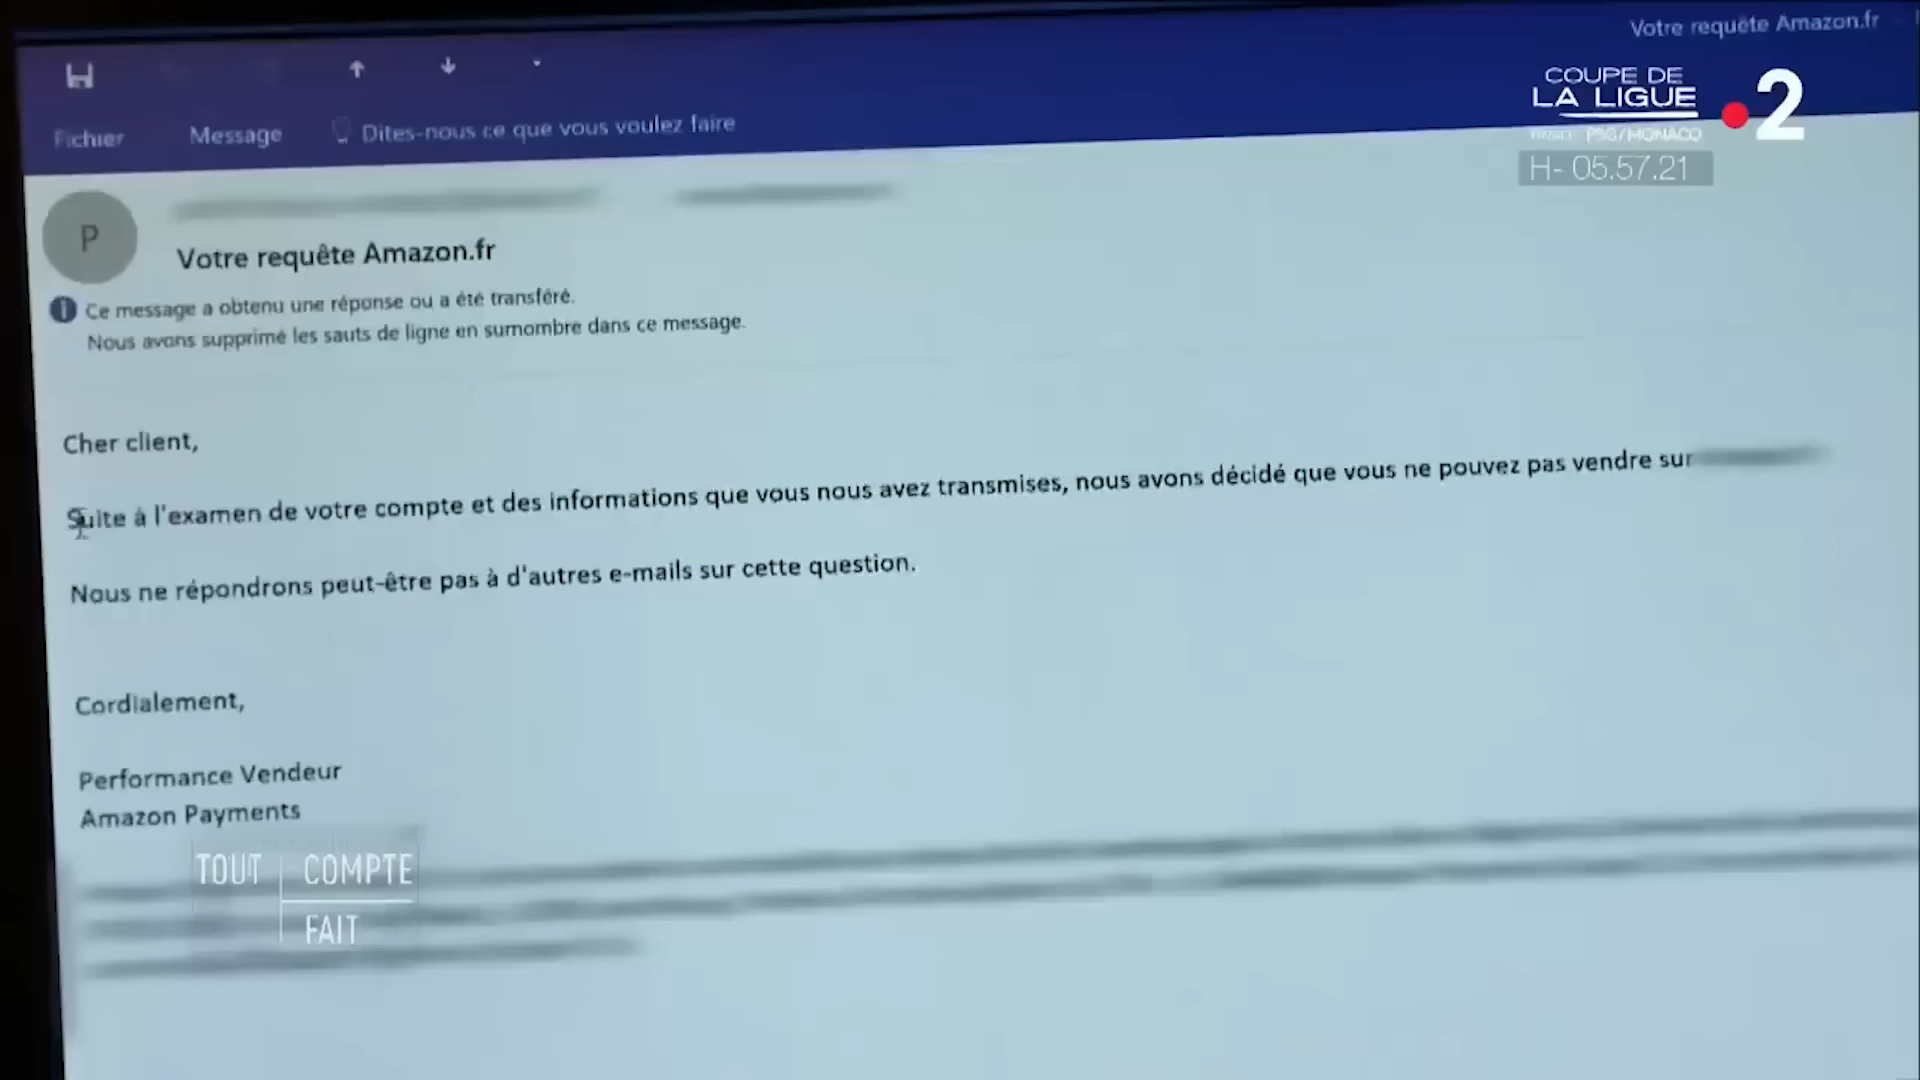 Votre requête Amazon.fr
COUPE DE
LA LIGUE
2
PSG/MONACO
H- 05.57.21
Fichier Message Dites-nous ce que vous voulez faire
P
Votre requête Amazon.fr
Ce message a obtenu une réponse ou a été transféré.
Nous avons supprimé les sauts de ligne en surnombre dans ce message.
Cher client,
Suite à l'examen de votre compte et des informations que vous nous avez transmises, nous avons décidé que vous ne pouvez pas vendre sur
Nous ne répondrons peut-être pas à d'autres e-mails sur cette question.
Cordialement,
Performance Vendeur
Amazon Payments
TOUT COMPTE
FAIT